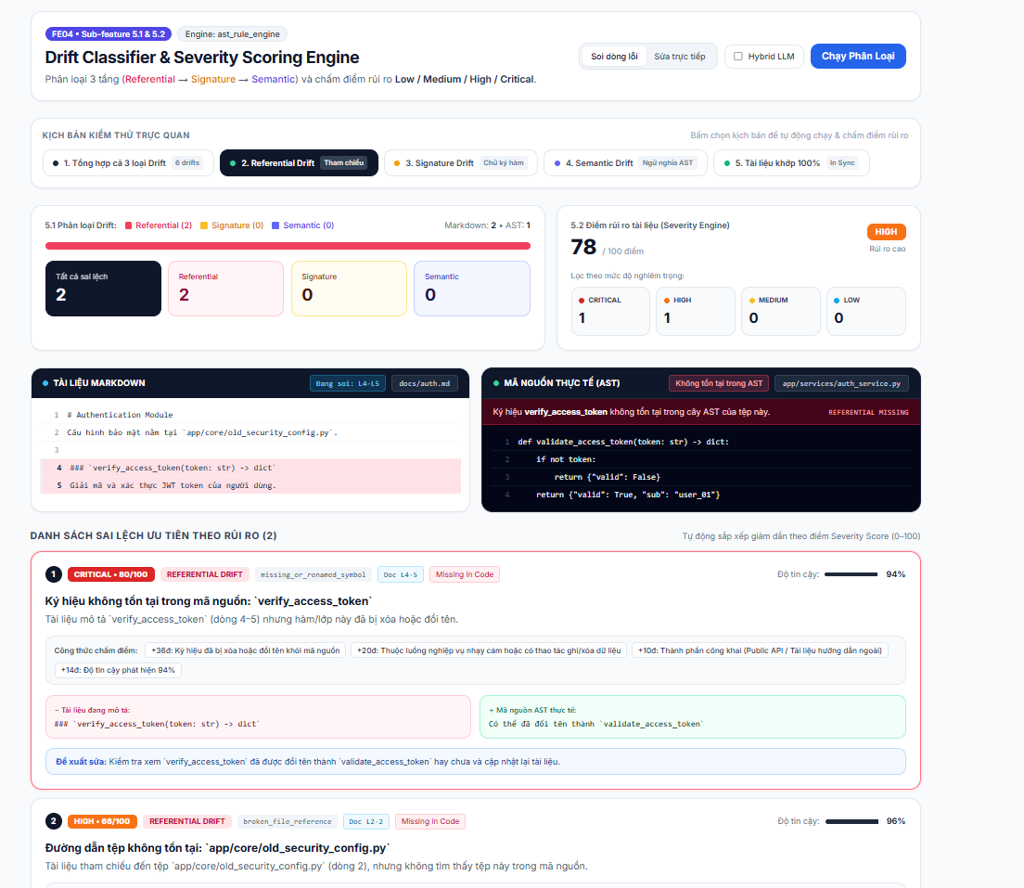 FE04 • Sub-feature 5.1 & 5.2 Engine: ast_rule_engine
Drift Classifier & Severity Scoring Engine
Phân loại 3 tầng (Referential → Signature → Semantic) và chấm điểm rủi ro Low / Medium / High / Critical.
Soi dòng lỗi Sửa trực tiếp Hybrid LLM Chạy Phân Loại
KỊCH BẢN KIỂM THỬ TRỰC QUAN Bấm chọn kịch bản để tự động chạy & chấm điểm rủi ro
1. Tổng hợp cả 3 loại Drift 6 drifts 2. Referential Drift Tham chiếu 3. Signature Drift Chữ ký hàm 4. Semantic Drift Ngữ nghĩa AST 5. Tài liệu khớp 100% In Sync
5.1 Phân loại Drift: Referential (2) Signature (0) Semantic (0) Markdown: 2 • AST: 1
Tất cả sai lệch Referential Signature Semantic
2 2 0 0
5.2 Điểm rủi ro tài liệu (Severity Engine) HIGH
78 / 100 điểm Rủi ro cao
Lọc theo mức độ nghiêm trọng:
CRITICAL HIGH MEDIUM LOW
1 1 0 0
TÀI LIỆU MARKDOWN Đang soi: L4-L5 docs/auth.md
1 # Authentication Module
2 Cấu hình bảo mật nằm tại `app/core/old_security_config.py`.
3
4 ### `verify_access_token(token: str) -> dict`
5 Giải mã và xác thực JWT token của người dùng.
MÃ NGUỒN THỰC TẾ (AST) Không tồn tại trong AST app/services/auth_service.py
Ký hiệu verify_access_token không tồn tại trong cây AST của tệp này. REFERENTIAL MISSING
1 def validate_access_token(token: str) -> dict:
2 if not token:
3 return {"valid": False}
4 return {"valid": True, "sub": "user_01"}
DANH SÁCH SAI LỆCH ƯU TIÊN THEO RỦI RO (2) Tự động sắp xếp giảm dần theo điểm Severity Score (0–100)
1 CRITICAL • 80/100 REFERENTIAL DRIFT missing_or_renamed_symbol Doc L4-5 Missing in Code Độ tin cậy: 94%
Ký hiệu không tồn tại trong mã nguồn: `verify_access_token`
Tài liệu mô tả `verify_access_token` (dòng 4–5) nhưng hàm/lớp này đã bị xóa hoặc đổi tên.
Công thức chấm điểm: +36đ: Ký hiệu đã bị xóa hoặc đổi tên khỏi mã nguồn +20đ: Thuộc luồng nghiệp vụ nhạy cảm hoặc có thao tác ghi/xóa dữ liệu +10đ: Thành phần công khai (Public API / Tài liệu hướng dẫn ngoài)
+14đ: Độ tin cậy phát hiện 94%
− Tài liệu đang mô tả:
### `verify_access_token(token: str) -> dict`
+ Mã nguồn AST thực tế:
Có thể đã đổi tên thành `validate_access_token`
Đề xuất sửa: Kiểm tra xem `verify_access_token` đã được đổi tên thành `validate_access_token` hay chưa và cập nhật lại tài liệu.
2 HIGH • 66/100 REFERENTIAL DRIFT broken_file_reference Doc L2-2 Missing in Code Độ tin cậy: 96%
Đường dẫn tệp không tồn tại: `app/core/old_security_config.py`
Tài liệu tham chiếu đến tệp `app/core/old_security_config.py` (dòng 2), nhưng không tìm thấy tệp này trong mã nguồn.